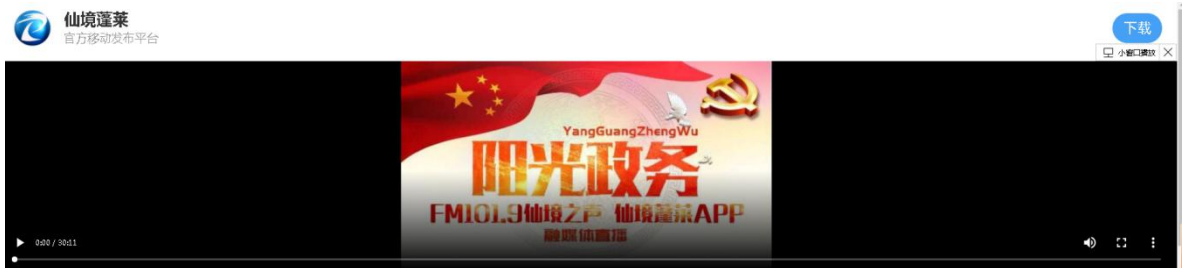 仙境蓬莱
官方移动发布平台
下载
小窗口播放
YangGuangZhengWu
阳光政务
FM101.9仙境之声 仙境蓬莱APP
融媒体直播
0:00 / 30:11